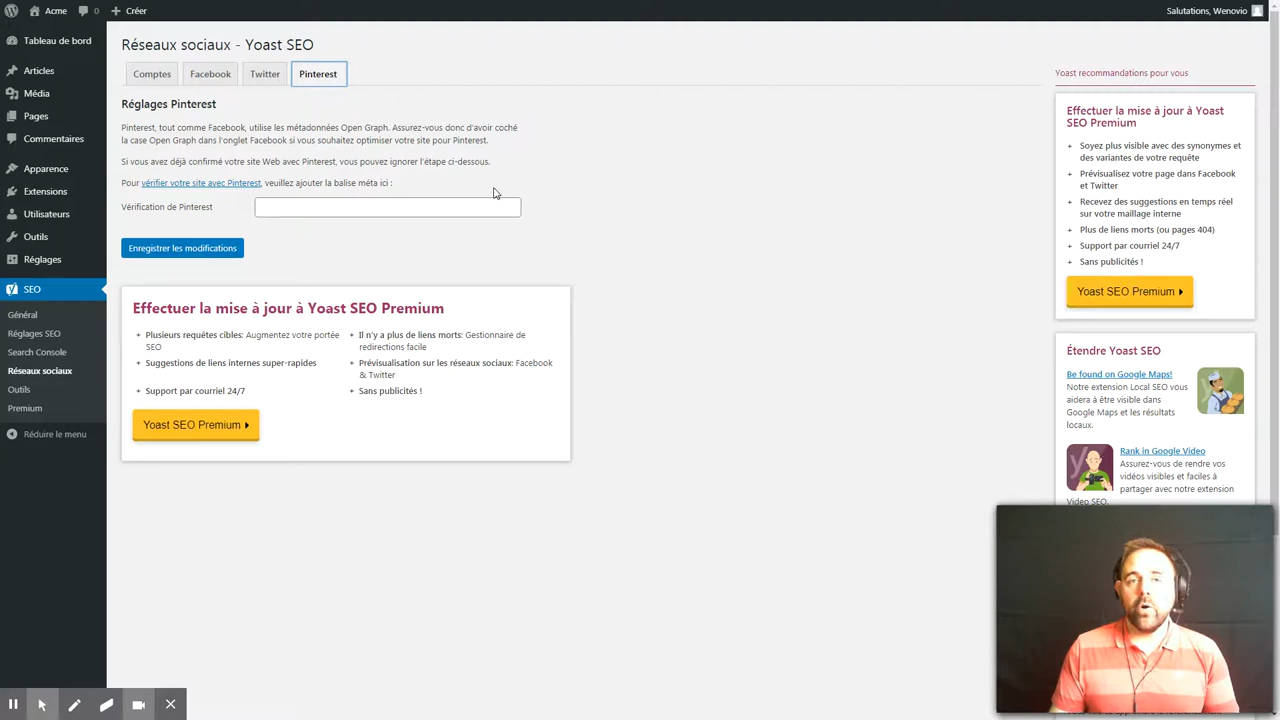 Acme
0
Créer
Salutations, Wenovio
Tableau de bord
Articles
Média
Pages
Commentaires
Apparence
Extensions
Utilisateurs
Outils
Réglages
SEO
Général
Réglages SEO
Search Console
Réseaux sociaux
Outils
Premium
Réduire le menu
Réseaux sociaux - Yoast SEO
Comptes
Facebook
Twitter
Pinterest
Réglages Pinterest
Pinterest, tout comme Facebook, utilise les métadonnées Open Graph. Assurez-vous donc d'avoir coché
la case Open Graph dans l'onglet Facebook si vous souhaitez optimiser votre site pour Pinterest.
Si vous avez déjà confirmé votre site Web avec Pinterest, vous pouvez ignorer l'étape ci-dessous.
Pour vérifier votre site avec Pinterest, veuillez ajouter la balise méta ici :
Vérification de Pinterest
Enregistrer les modifications
Effectuer la mise à jour à Yoast SEO Premium
+ Plusieurs requêtes cibles: Augmentez votre portée
SEO
+ Suggestions de liens internes super-rapides
+ Support par courriel 24/7
+ Il n'y a plus de liens morts: Gestionnaire de
redirections facile
+ Prévisualisation sur les réseaux sociaux: Facebook
& Twitter
+ Sans publicités !
Yoast SEO Premium
Yoast recommandations pour vous
Effectuer la mise à jour à Yoast
SEO Premium
+ Soyez plus visible avec des synonymes et
des variantes de votre requête
+ Prévisualisez votre page dans Facebook
et Twitter
+ Recevez des suggestions en temps réel
sur votre maillage interne
+ Plus de liens morts (ou pages 404)
+ Support par courriel 24/7
+ Sans publicités !
Yoast SEO Premium
Étendre Yoast SEO
Be found on Google Maps!
Notre extension Local SEO vous
aidera à être visible dans
Google Maps et les résultats
locaux.
Rank in Google Video
Assurez-vous de rendre vos
vidéos visibles et faciles à
partager avec notre extension
Video SEO.